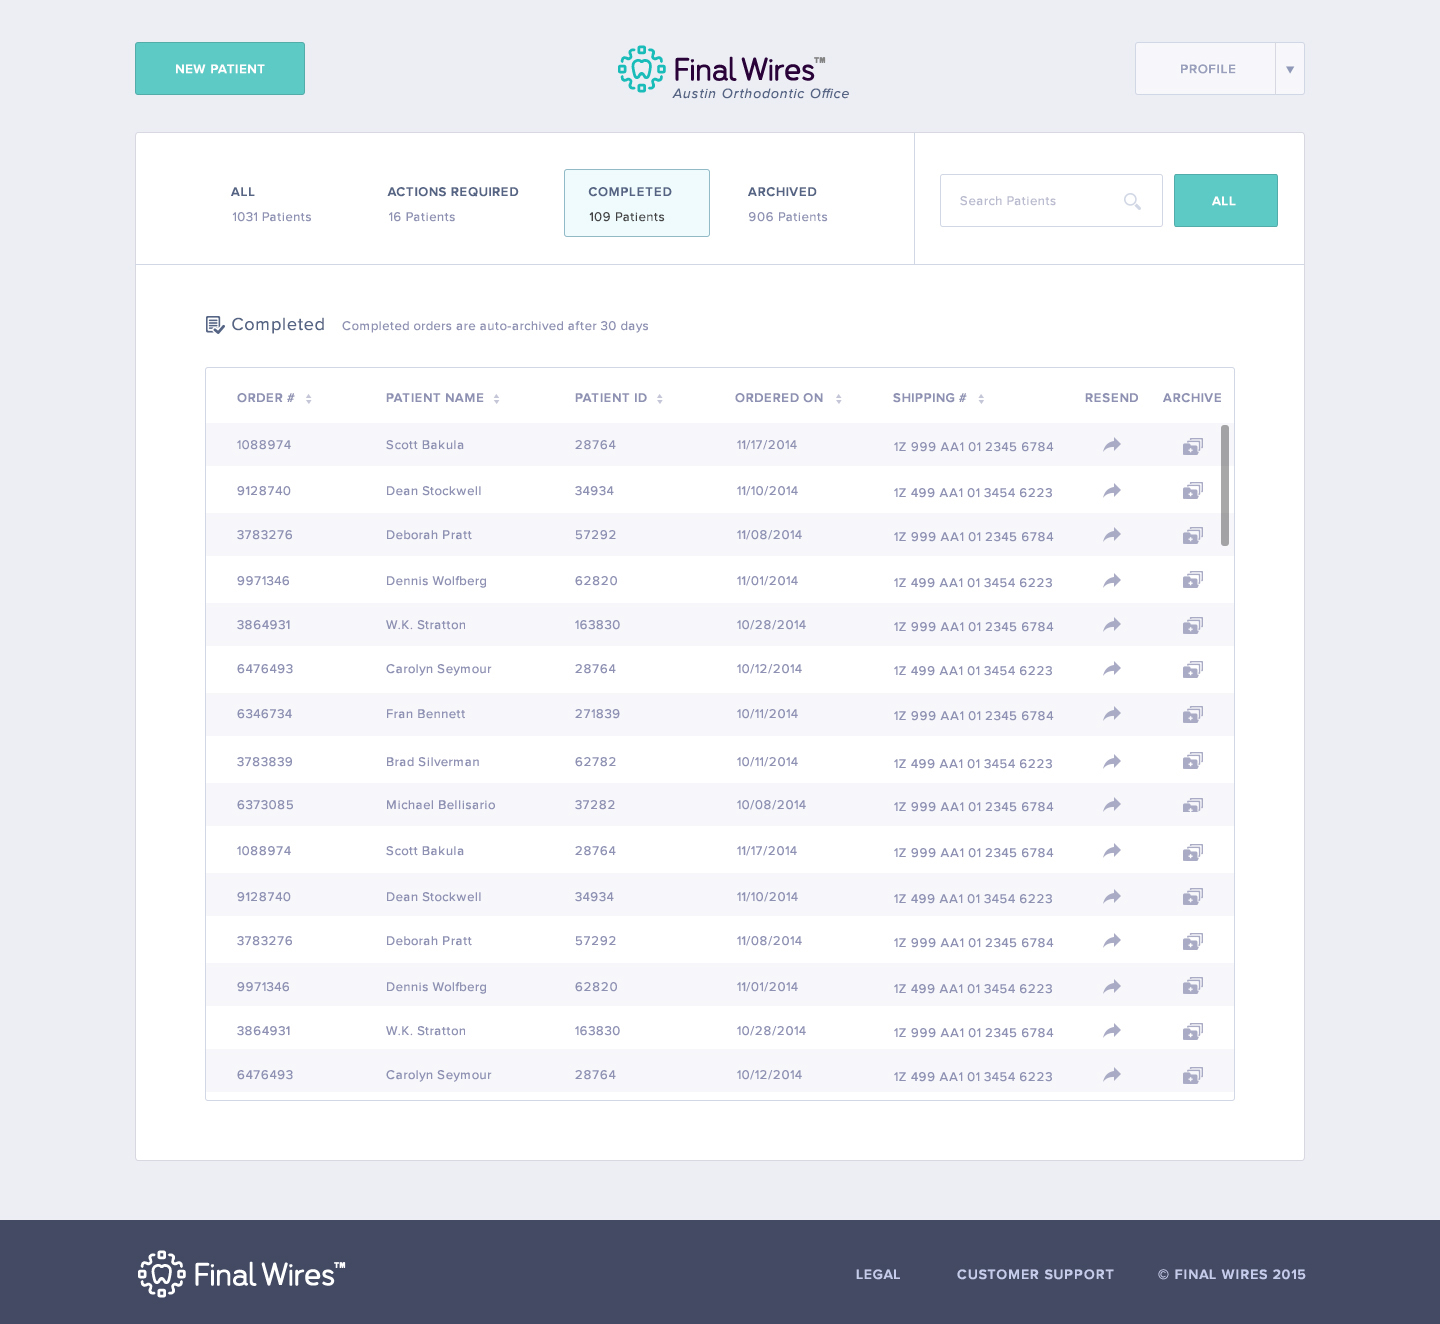 NEW PATIENT
Final Wires™
Austin Orthodontic Office
PROFILE
ALL ACTIONS REQUIRED COMPLETED ARCHIVED
1031 Patients 16 Patients 109 Patients 906 Patients
Search Patients ALL
Completed Completed orders are auto-archived after 30 days
ORDER # PATIENT NAME PATIENT ID ORDERED ON SHIPPING # RESEND ARCHIVE
1088974 Scott Bakula 28764 11/17/2014 1Z 999 AA1 01 2345 6784
9128740 Dean Stockwell 34934 11/10/2014 1Z 499 AA1 01 3454 6223
3783276 Deborah Pratt 57292 11/08/2014 1Z 999 AA1 01 2345 6784
9971346 Dennis Wolfberg 62820 11/01/2014 1Z 499 AA1 01 3454 6223
3864931 W.K. Stratton 163830 10/28/2014 1Z 999 AA1 01 2345 6784
6476493 Carolyn Seymour 28764 10/12/2014 1Z 499 AA1 01 3454 6223
6346734 Fran Bennett 271839 10/11/2014 1Z 999 AA1 01 2345 6784
3783839 Brad Silverman 62782 10/11/2014 1Z 499 AA1 01 3454 6223
6373085 Michael Bellisario 37282 10/08/2014 1Z 999 AA1 01 2345 6784
1088974 Scott Bakula 28764 11/17/2014 1Z 999 AA1 01 2345 6784
9128740 Dean Stockwell 34934 11/10/2014 1Z 499 AA1 01 3454 6223
3783276 Deborah Pratt 57292 11/08/2014 1Z 999 AA1 01 2345 6784
9971346 Dennis Wolfberg 62820 11/01/2014 1Z 499 AA1 01 3454 6223
3864931 W.K. Stratton 163830 10/28/2014 1Z 999 AA1 01 2345 6784
6476493 Carolyn Seymour 28764 10/12/2014 1Z 499 AA1 01 3454 6223
Final Wires™ LEGAL CUSTOMER SUPPORT © FINAL WIRES 2015